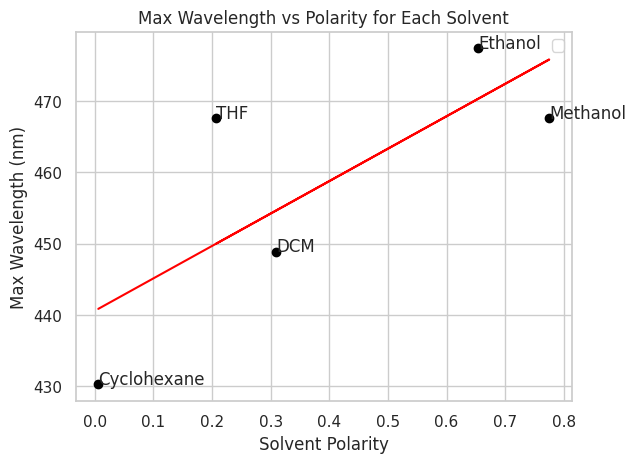 Max Wavelength vs Polarity for Each Solvent
Ethanol
470
THF
Methanol
460
450
DCM
440
430
Cyclohexane
Max Wavelength (nm)
0.0 0.1 0.2 0.3 0.4 0.5 0.6 0.7 0.8
Solvent Polarity